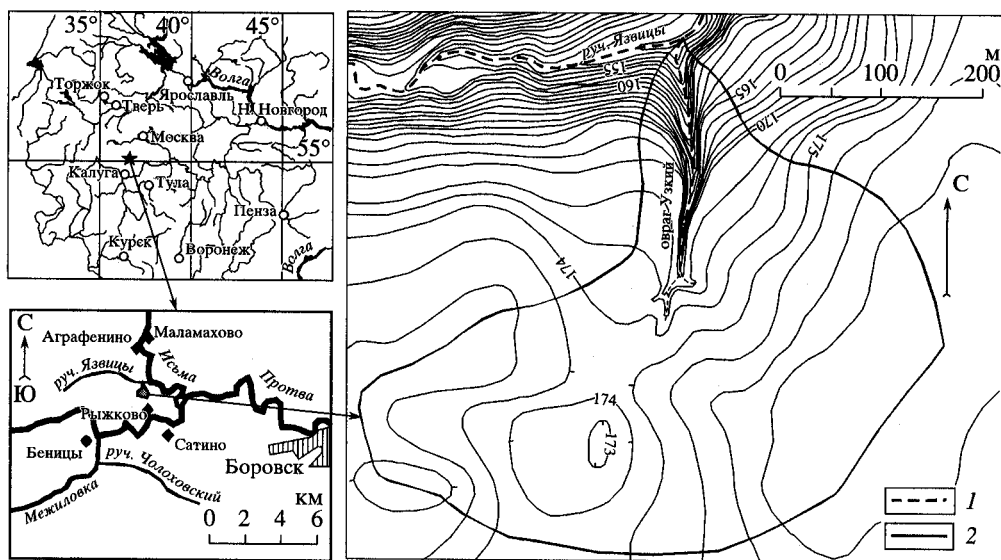 35°
40°
45°
Торжок
Волга
Ярославль
Тверь
Н. Новгород
Москва
55°
Калуга
Тула
Пенза
Курск
Воронеж
Волга
С
Ю
Аграфенино
Маламахово
руч. Язвицы
Исьма
Протва
Рыжково
Сатино
Беницы
Боровск
руч. Чолоховский
Межиловка
км
0 2 4 6
руч. Язвицы
м
0 100 200
155
160
165
170
175
С
овраг Узкий
174
174
173
1
2